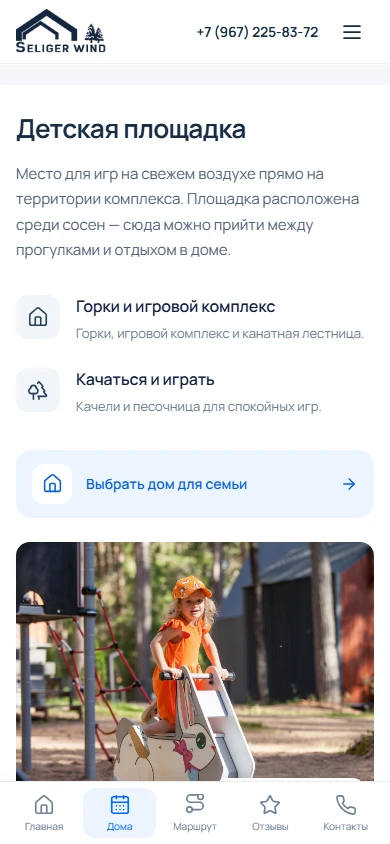 SELIGER WIND
+7 (967) 225-83-72
Детская площадка
Место для игр на свежем воздухе прямо на
территории комплекса. Площадка расположена
среди сосен — сюда можно прийти между
прогулками и отдыхом в доме.
Горки и игровой комплекс
Горки, игровой комплекс и канатная лестница.
Качаться и играть
Качели и песочница для спокойных игр.
Выбрать дом для семьи
Главная
Дома
Маршрут
Отзывы
Контакты